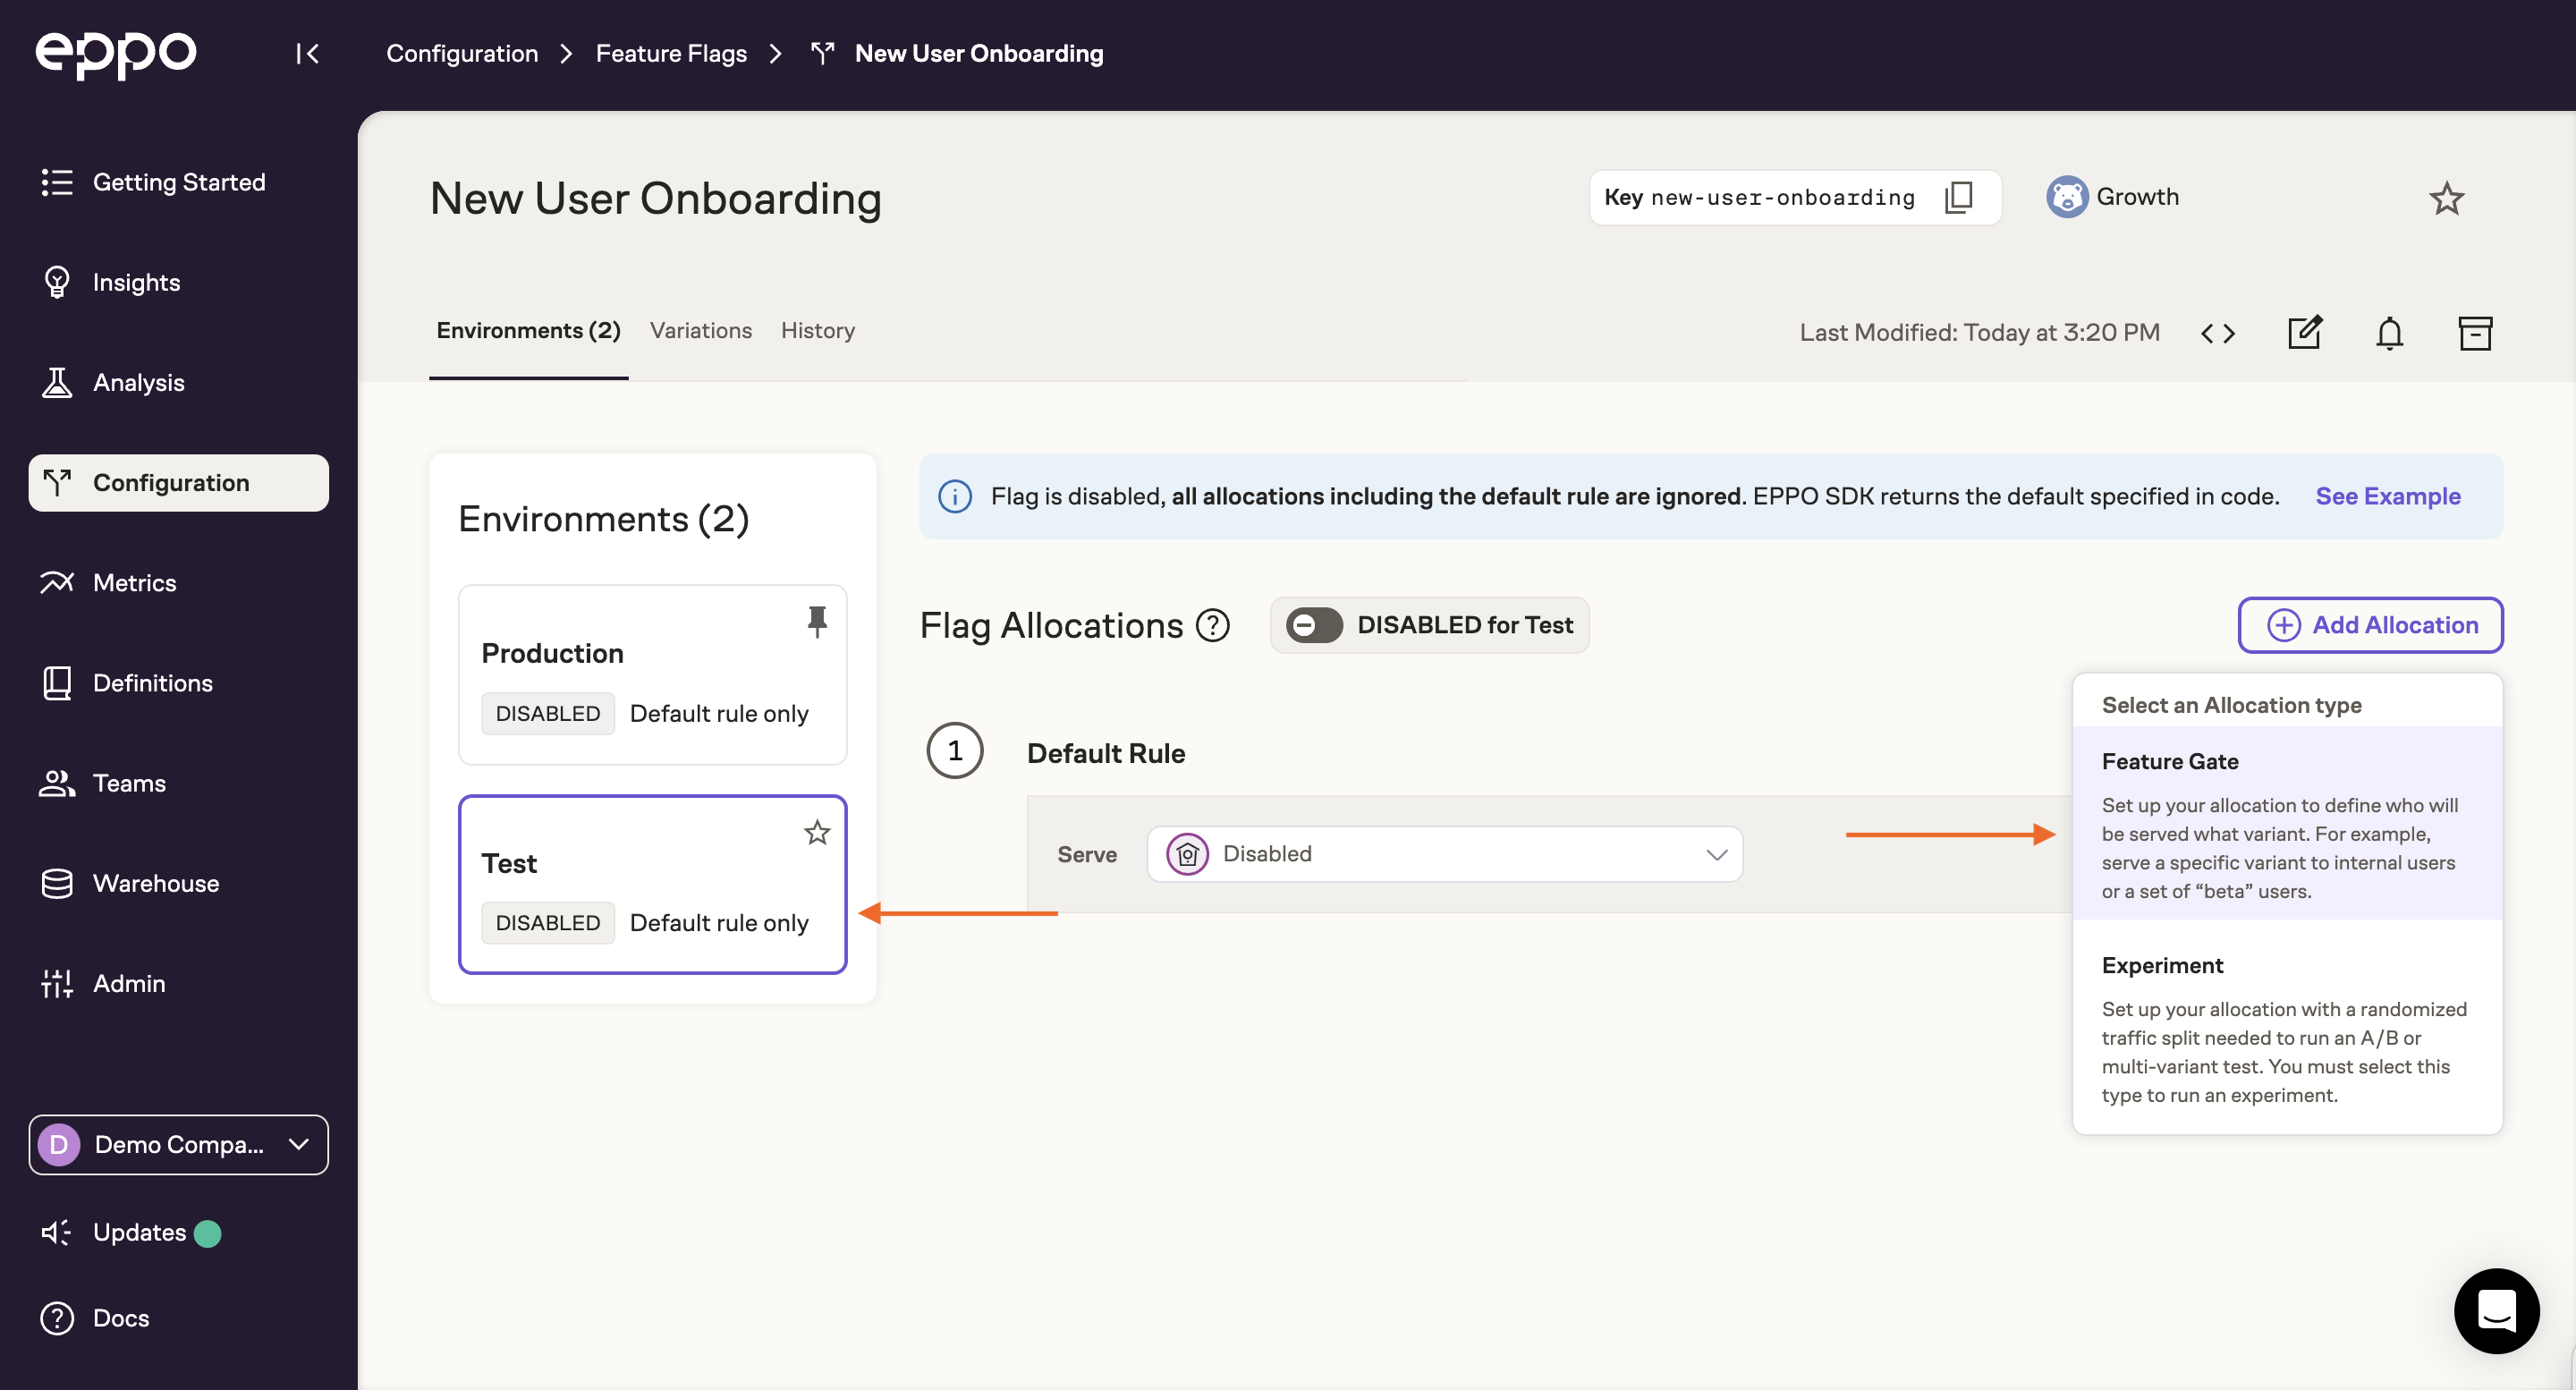 eppo
Configuration > Feature Flags > New User Onboarding
Getting Started
Insights
Analysis
Configuration
Metrics
Definitions
Teams
Warehouse
Admin
D Demo Compa...
Updates
Docs
New User Onboarding
Key new-user-onboarding
Growth
Environments (2) Variations History
Last Modified: Today at 3:20 PM
Environments (2)
Production
DISABLED Default rule only
Test
DISABLED Default rule only
Flag is disabled, all allocations including the default rule are ignored. EPPO SDK returns the default specified in code. See Example
Flag Allocations
DISABLED for Test
Add Allocation
1 Default Rule
Serve Disabled
Select an Allocation type
Feature Gate
Set up your allocation to define who will
be served what variant. For example,
serve a specific variant to internal users
or a set of “beta” users.
Experiment
Set up your allocation with a randomized
traffic split needed to run an A/B or
multi-variant test. You must select this
type to run an experiment.